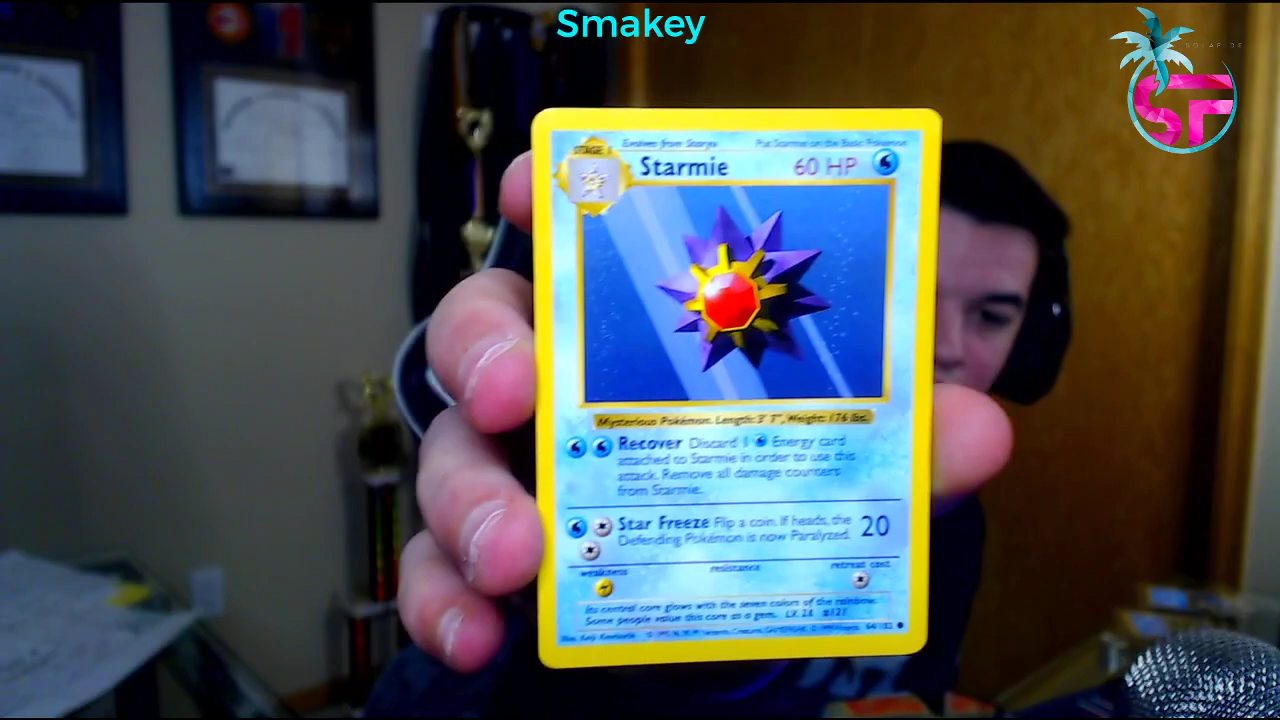 Smakey
SF
STAGE 1
Evolves from Staryu
Put Starmie on the Basic Pokémon
Starmie 60 HP
Mysterious Pokémon. Length: 3' 7", Weight: 176 lbs.
Recover Discard 1 Energy card
attached to Starmie in order to use this
attack. Remove all damage counters
from Starmie.
Star Freeze Flip a coin. If heads, the 20
Defending Pokémon is now Paralyzed.
weakness resistance retreat cost
Its central core glows with the seven colors of the rainbow.
Some people value this core as a gem. LV. 28 #121
64/102